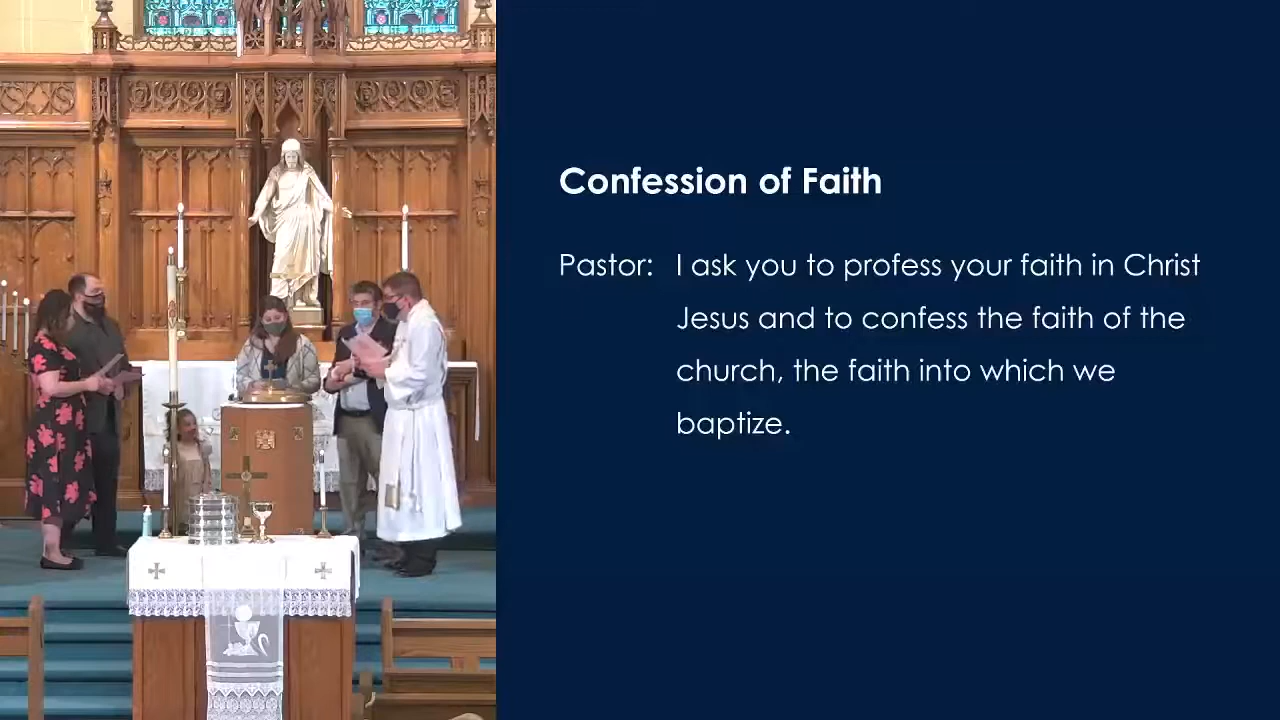 Confession of Faith
Pastor: I ask you to profess your faith in Christ
Jesus and to confess the faith of the
church, the faith into which we
baptize.